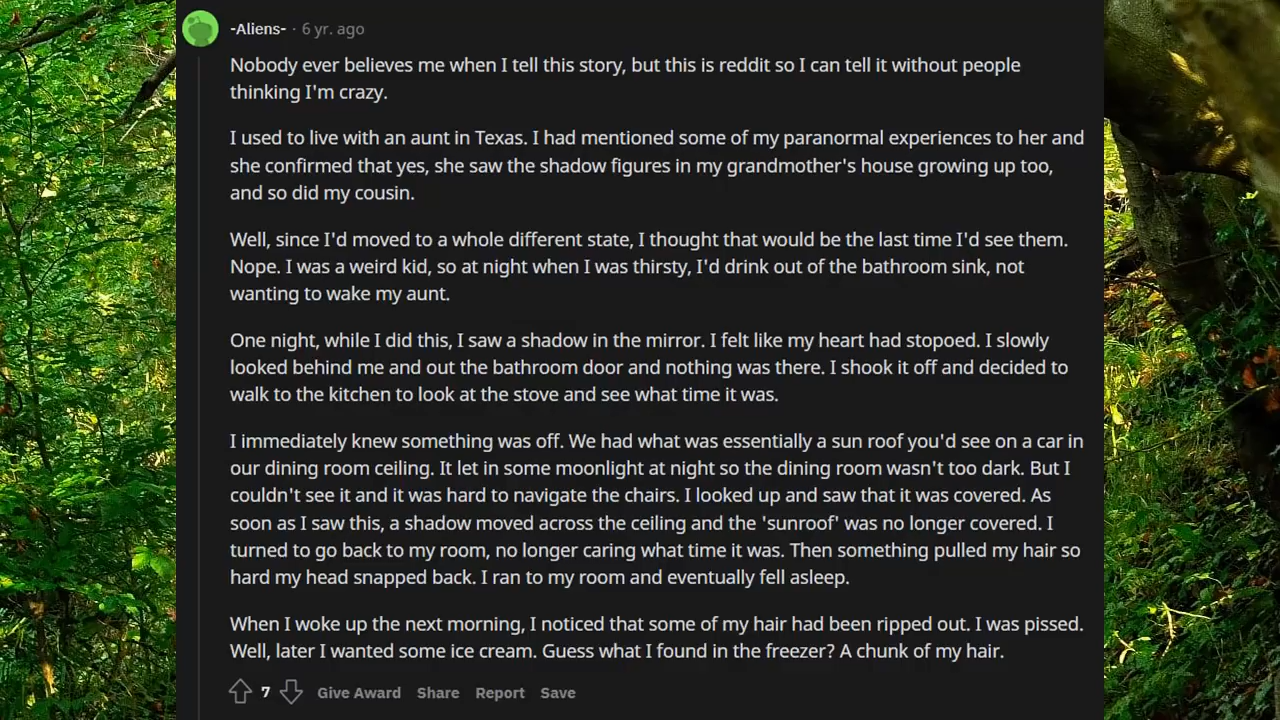 -Aliens- · 6 yr. ago
Nobody ever believes me when I tell this story, but this is reddit so I can tell it without people
thinking I'm crazy.
I used to live with an aunt in Texas. I had mentioned some of my paranormal experiences to her and
she confirmed that yes, she saw the shadow figures in my grandmother's house growing up too,
and so did my cousin.
Well, since I'd moved to a whole different state, I thought that would be the last time I'd see them.
Nope. I was a weird kid, so at night when I was thirsty, I'd drink out of the bathroom sink, not
wanting to wake my aunt.
One night, while I did this, I saw a shadow in the mirror. I felt like my heart had stopoed. I slowly
looked behind me and out the bathroom door and nothing was there. I shook it off and decided to
walk to the kitchen to look at the stove and see what time it was.
I immediately knew something was off. We had what was essentially a sun roof you'd see on a car in
our dining room ceiling. It let in some moonlight at night so the dining room wasn't too dark. But I
couldn't see it and it was hard to navigate the chairs. I looked up and saw that it was covered. As
soon as I saw this, a shadow moved across the ceiling and the 'sunroof' was no longer covered. I
turned to go back to my room, no longer caring what time it was. Then something pulled my hair so
hard my head snapped back. I ran to my room and eventually fell asleep.
When I woke up the next morning, I noticed that some of my hair had been ripped out. I was pissed.
Well, later I wanted some ice cream. Guess what I found in the freezer? A chunk of my hair.
7 Give Award Share Report Save